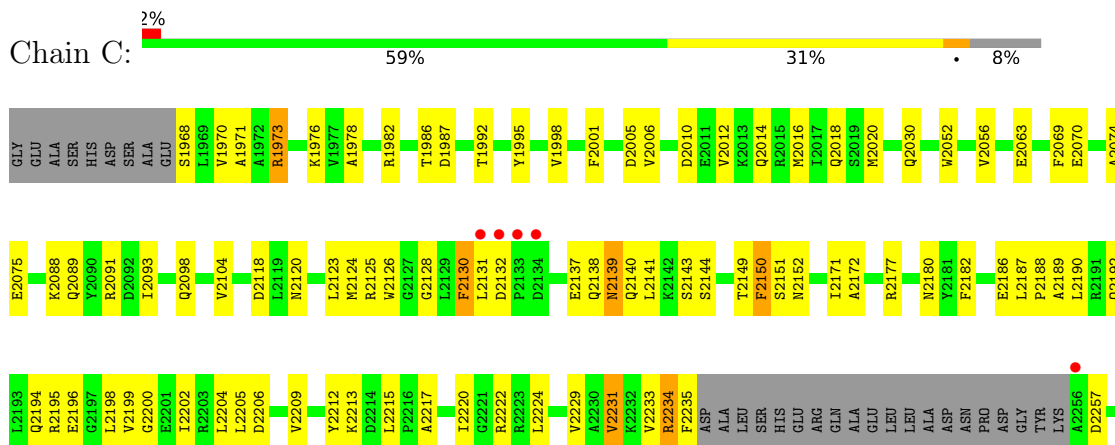 2%
Chain C:
59% 31% • 8%
GLY GLU ALA SER HIS ASP SER ALA GLU S1968 L1969 V1970 A1971 A1972 R1973 K1976 V1977 A1978 R1982 T1986 D1987 T1992 Y1995 V1998 F2001 D2005 V2006 D2010 E2011 V2012 K2013 Q2014 R2015 M2016 I2017 Q2018 S2019 M2020 Q2030 W2052 V2056 E2063 F2069 E2070 A2074
E2075 K2088 Q2089 Y2090 R2091 D2092 I2093 Q2098 V2104 D2118 L2119 N2120 L2123 M2124 R2125 W2126 G2127 G2128 L2129 F2130 L2131 D2132 P2133 D2134 E2137 Q2138 N2139 Q2140 L2141 K2142 S2143 S2144 T2149 F2150 S2151 N2152 I2171 A2172 R2177 N2180 Y2181 F2182 E2186 L2187 P2188 A2189 L2190 R2191
L2193 Q2194 R2195 E2196 G2197 L2198 V2199 G2200 E2201 I2202 R2203 L2204 L2205 D2206 V2209 Y2212 K2213 D2214 L2215 P2216 A2217 I2220 G2221 R2222 R2223 L2224 V2229 A2230 V2231 K2232 V2233 R2234 F2235 ASP ALA LEU SER HIS GLU ARG GLN ALA GLU LEU LEU ALA ASP ASN PRO ASP GLY TYR LYS A2256 D2257